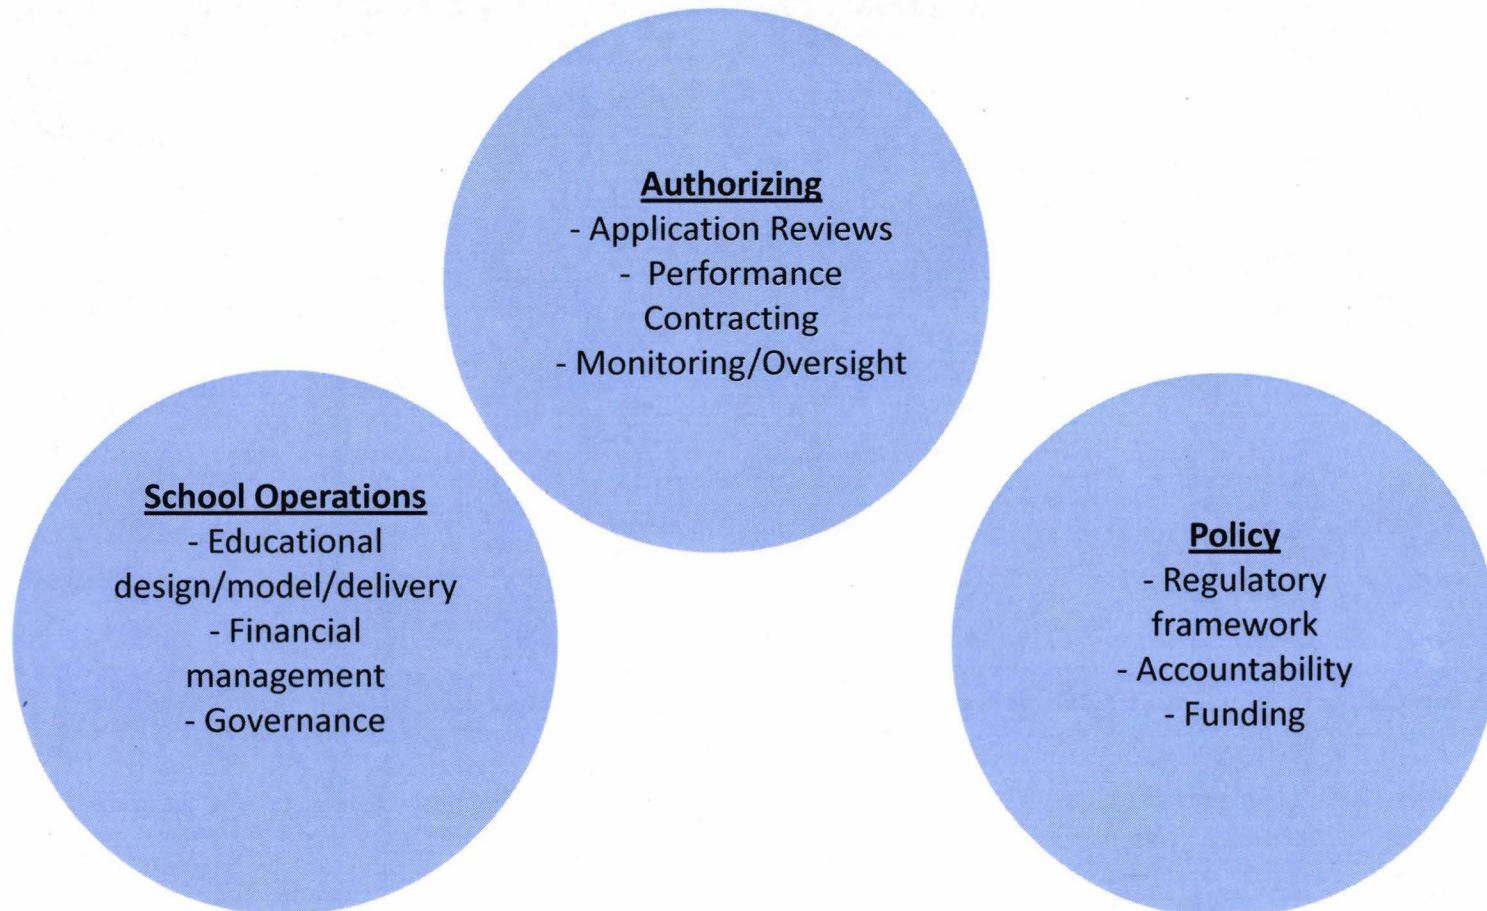 Authorizing
- Application Reviews
- Performance
Contracting
- Monitoring/Oversight
School Operations
- Educational
design/model/delivery
- Financial
management
- Governance
Policy
- Regulatory
framework
- Accountability
- Funding